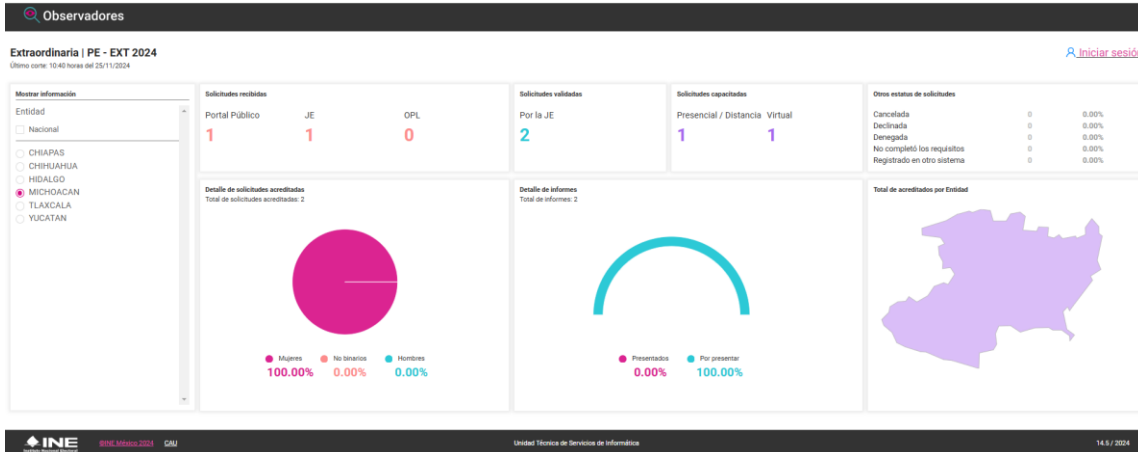 Observadores
Extraordinaria | PE - EXT 2024
Último corte: 10:40 horas del 25/11/2024
Iniciar sesión
Mostrar información
Entidad
Nacional
CHIAPAS
CHIHUAHUA
HIDALGO
MICHOACAN
TLAXCALA
YUCATAN
Solicitudes recibidas
Portal Público JE OPL
1 1 0
Solicitudes validadas
Por la JE
2
Solicitudes capacitadas
Presencial / Distancia Virtual
1 1
Otros estatus de solicitudes
Cancelada 0 0.00%
Declinada 0 0.00%
Denegada 0 0.00%
No completó los requisitos 0 0.00%
Registrado en otro sistema 0 0.00%
Detalle de solicitudes acreditadas
Total de solicitudes acreditadas: 2
Mujeres No binarios Hombres
100.00% 0.00% 0.00%
Detalle de informes
Total de informes: 2
Presentados Por presentar
0.00% 100.00%
Total de acreditados por Entidad
INE
Instituto Nacional Electoral
©INE México 2024 CAU
Unidad Técnica de Servicios de Informática
14.5 / 2024